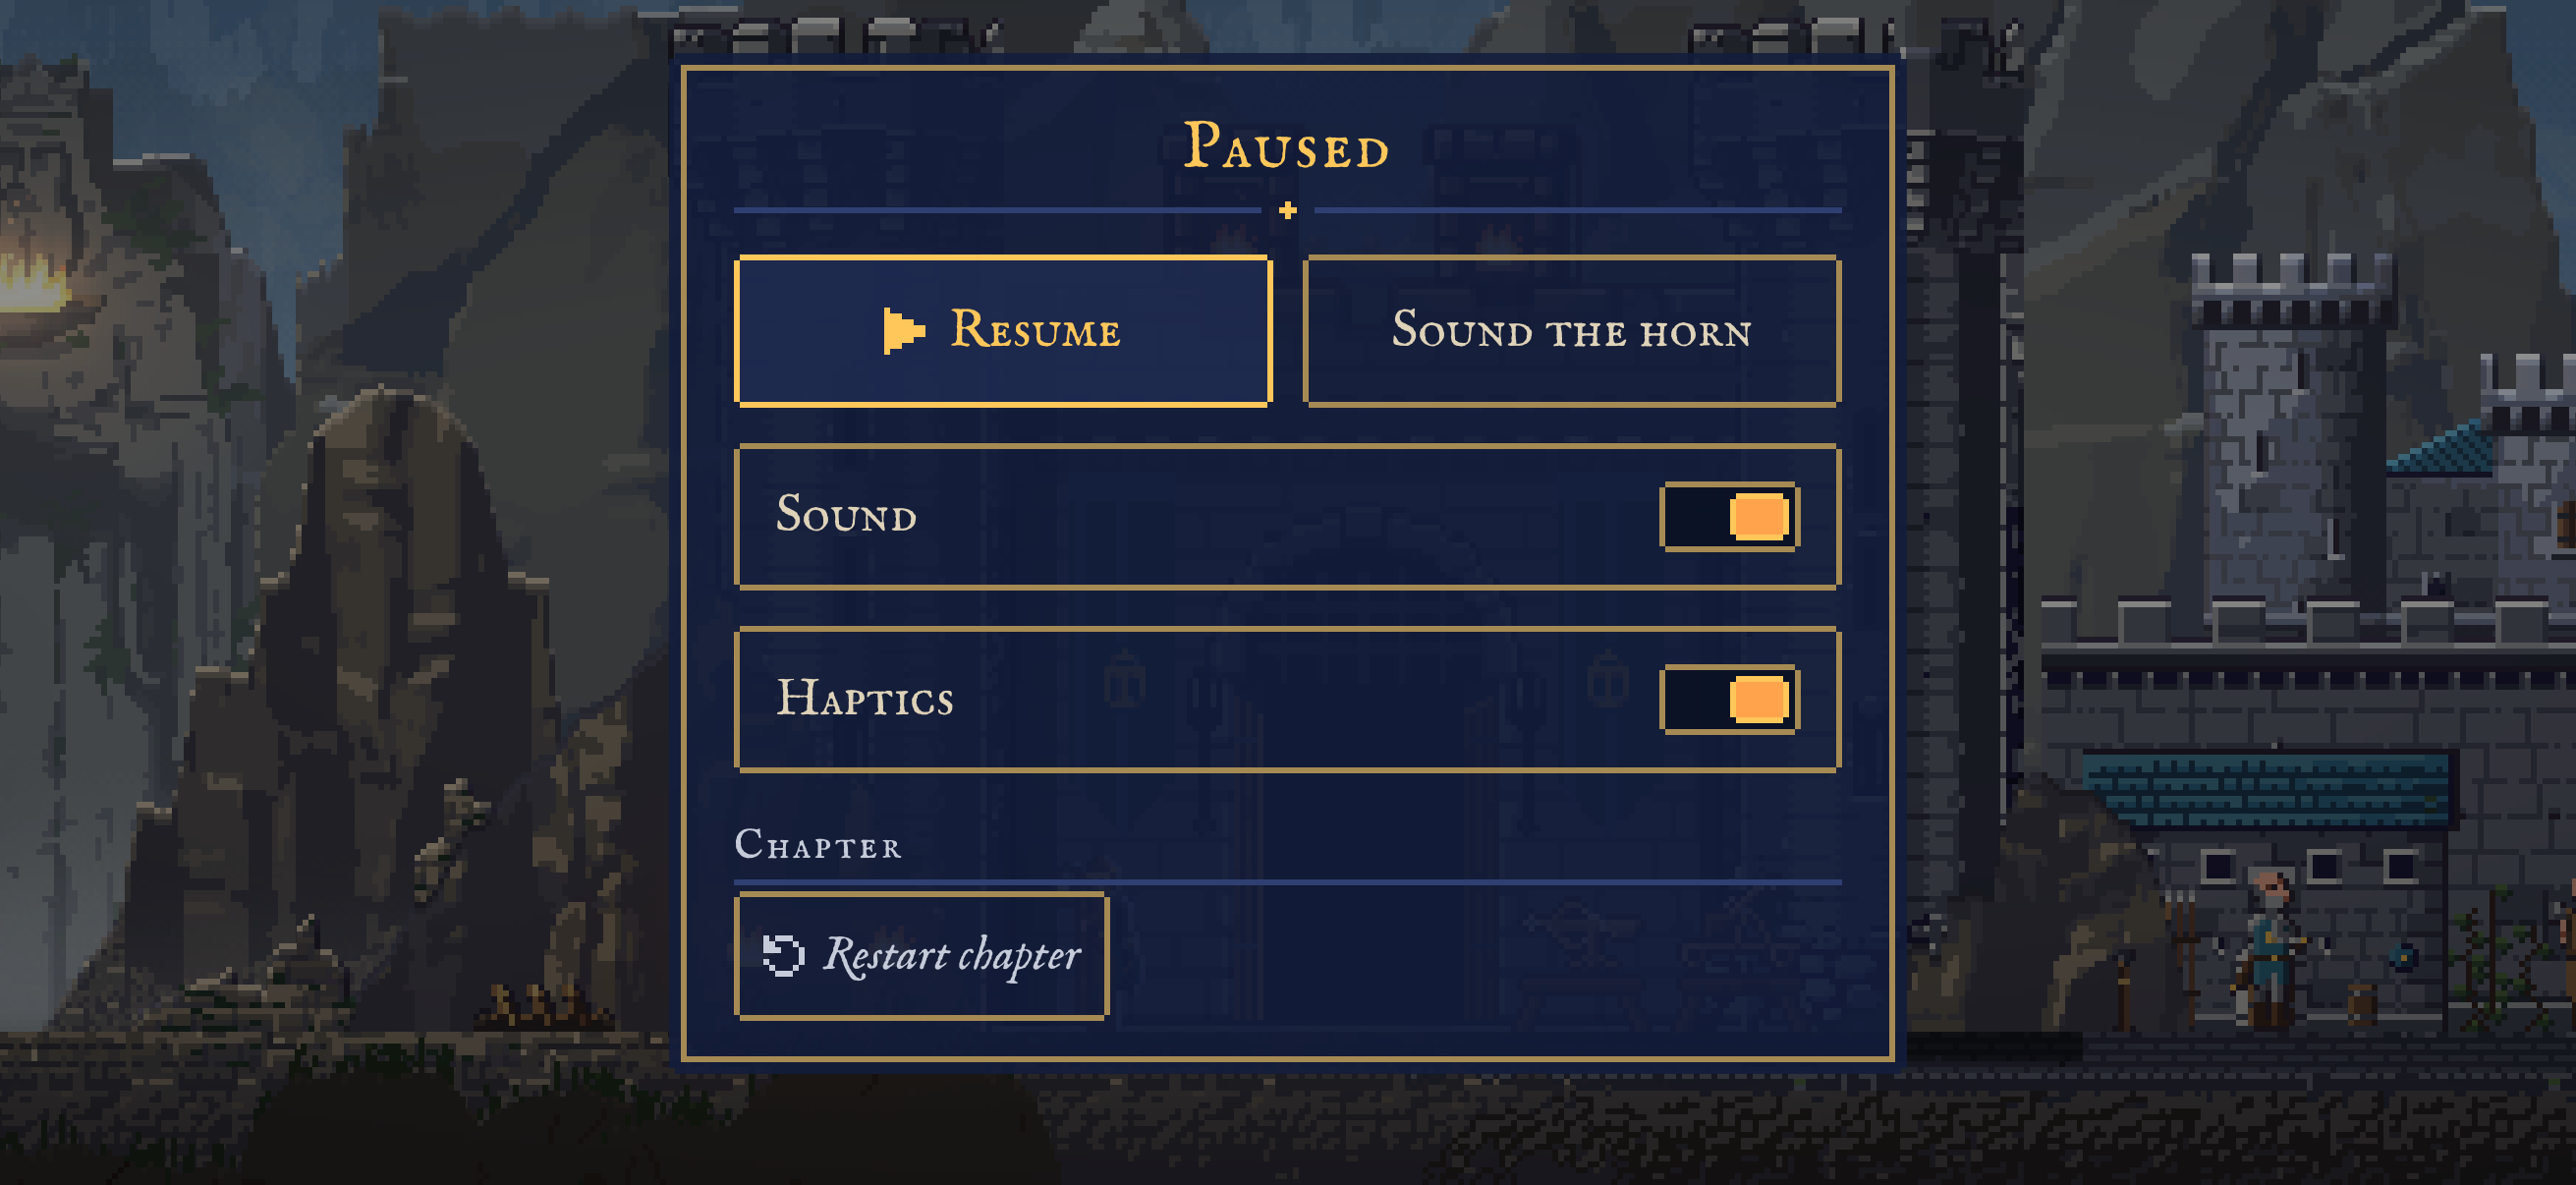 Paused
Resume
Sound the horn
Sound
Haptics
Chapter
Restart chapter